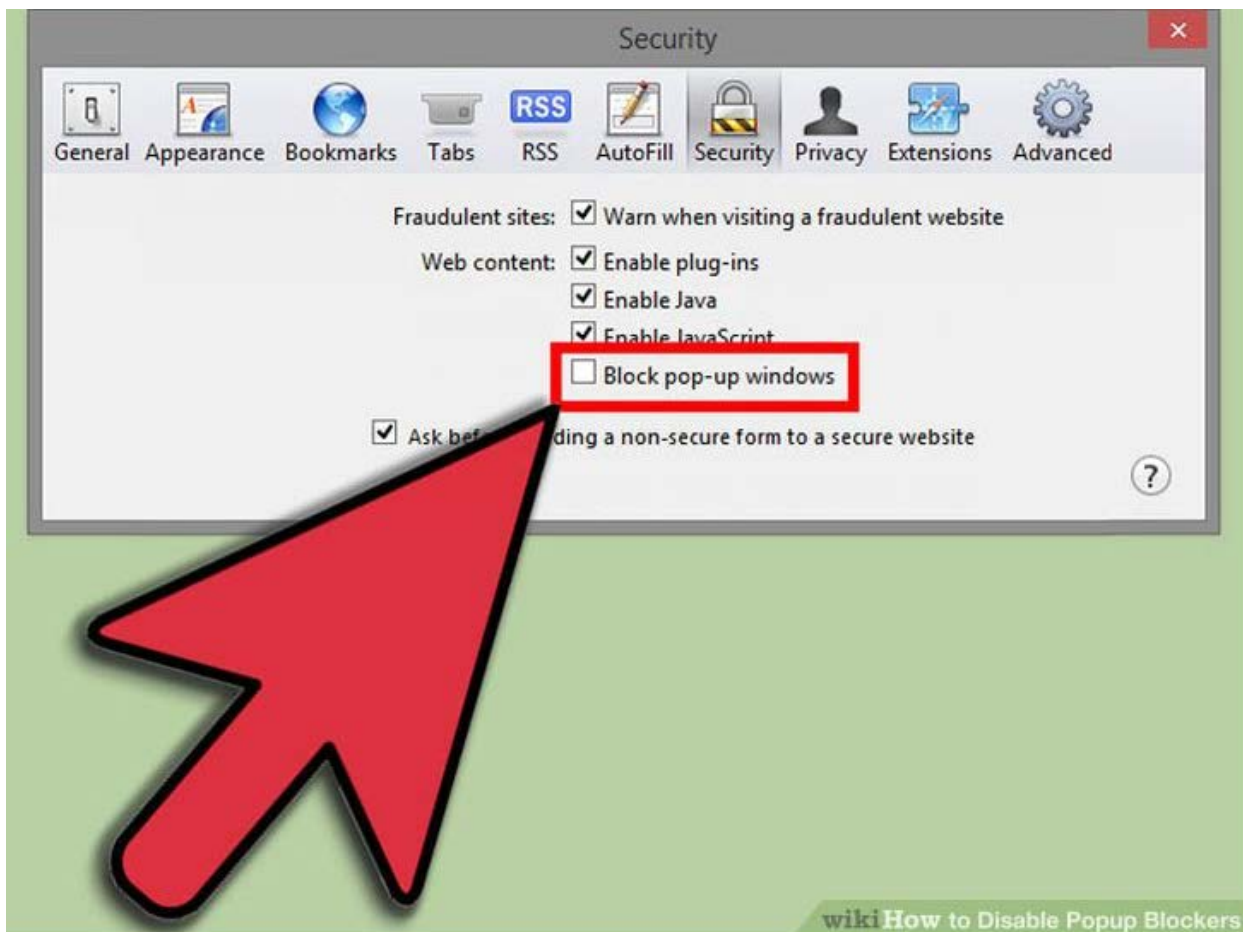 Security
RSS
General Appearance Bookmarks Tabs RSS AutoFill Security Privacy Extensions Advanced
Fraudulent sites: Warn when visiting a fraudulent website
Web content: Enable plug-ins
Enable Java
Enable JavaScript
Block pop-up windows
Ask before a non-secure form to a secure website
?
wikiHow to Disable Popup Blockers